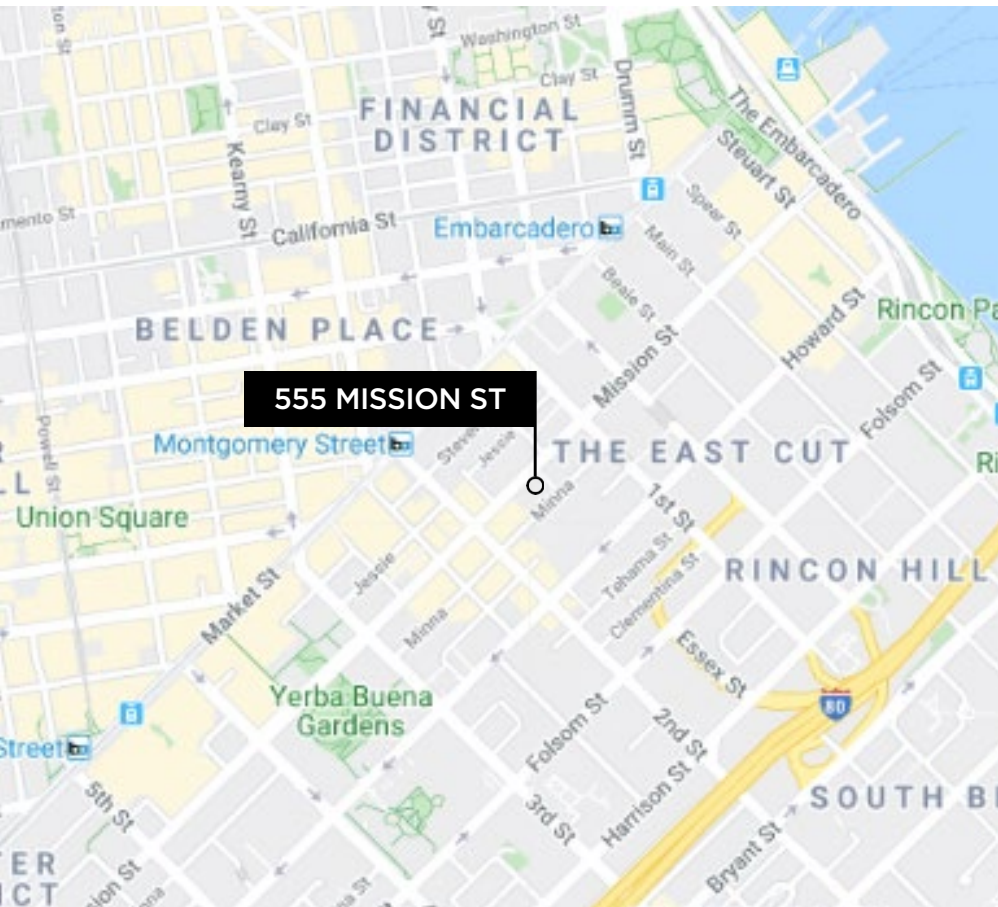 Washington St
Clay St
Drumm St
FINANCIAL
DISTRICT
Clay St
The Embarcadero
Steuart St
Kearny St
Spear St
California St
Embarcadero
Main St
Beale St
BELDEN PLACE
Rincon Pa
Howard St
Mission St
Folsom St
555 MISSION ST
Powell St
Montgomery Street
Jessie
THE EAST CUT
Minna
1st St
Union Square
Tehama St
Clementina St
RINCON HILL
Jessie
Market St
Minna
Essex St
Yerba Buena
Gardens
80
Folsom St
2nd St
Street
Harrison St
SOUTH B
5th St
3rd St
Bryant St